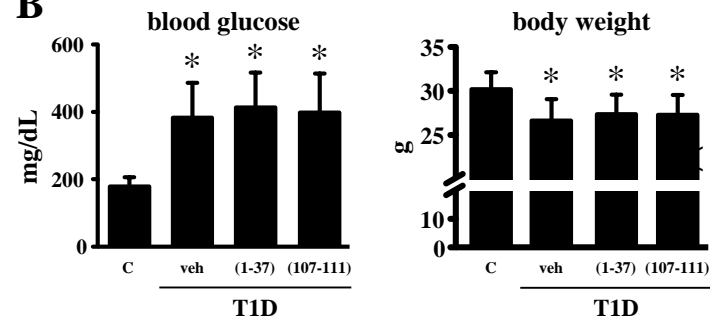 B
blood glucose
mg/dL
600
400
200
0
* * *
C veh (1-37) (107-111)
T1D
body weight
g
35
30
25
10
0
* * *
C veh (1-37) (107-111)
T1D